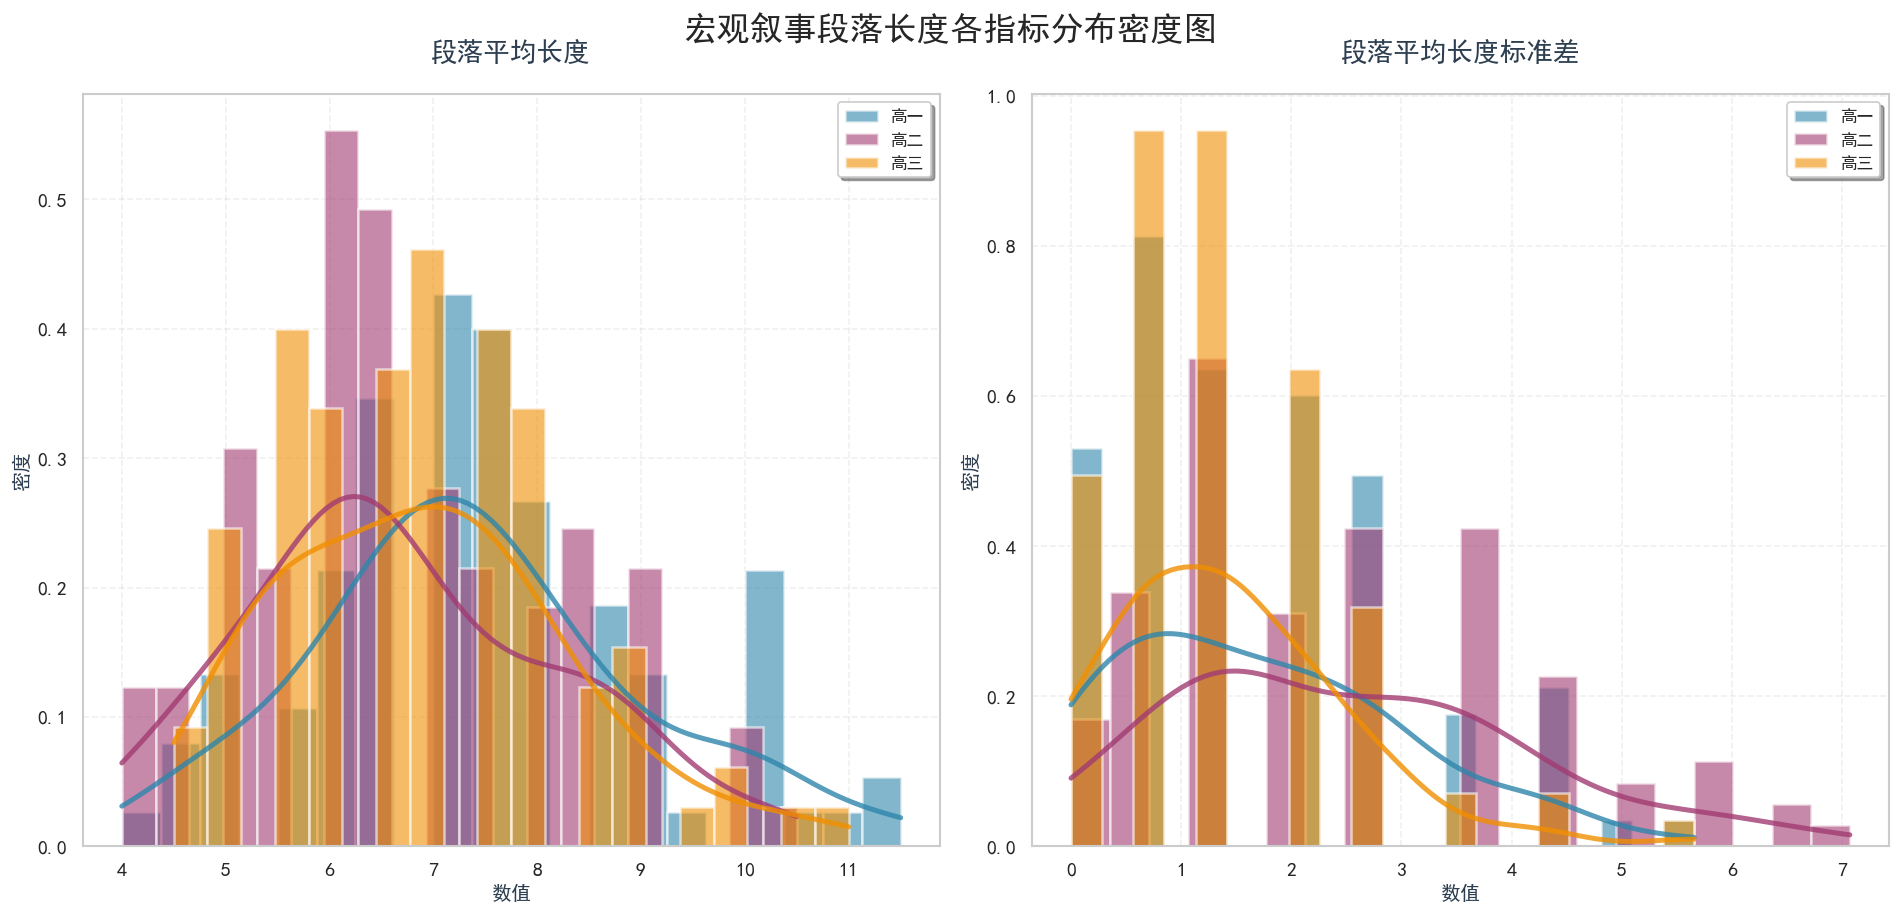 宏观叙事段落长度各指标分布密度图
段落平均长度
高一
高二
高三
密度
0.0
0.1
0.2
0.3
0.4
0.5
4 5 6 7 8 9 10 11
数值
段落平均长度标准差
高一
高二
高三
密度
0.0
0.2
0.4
0.6
0.8
1.0
0 1 2 3 4 5 6 7
数值